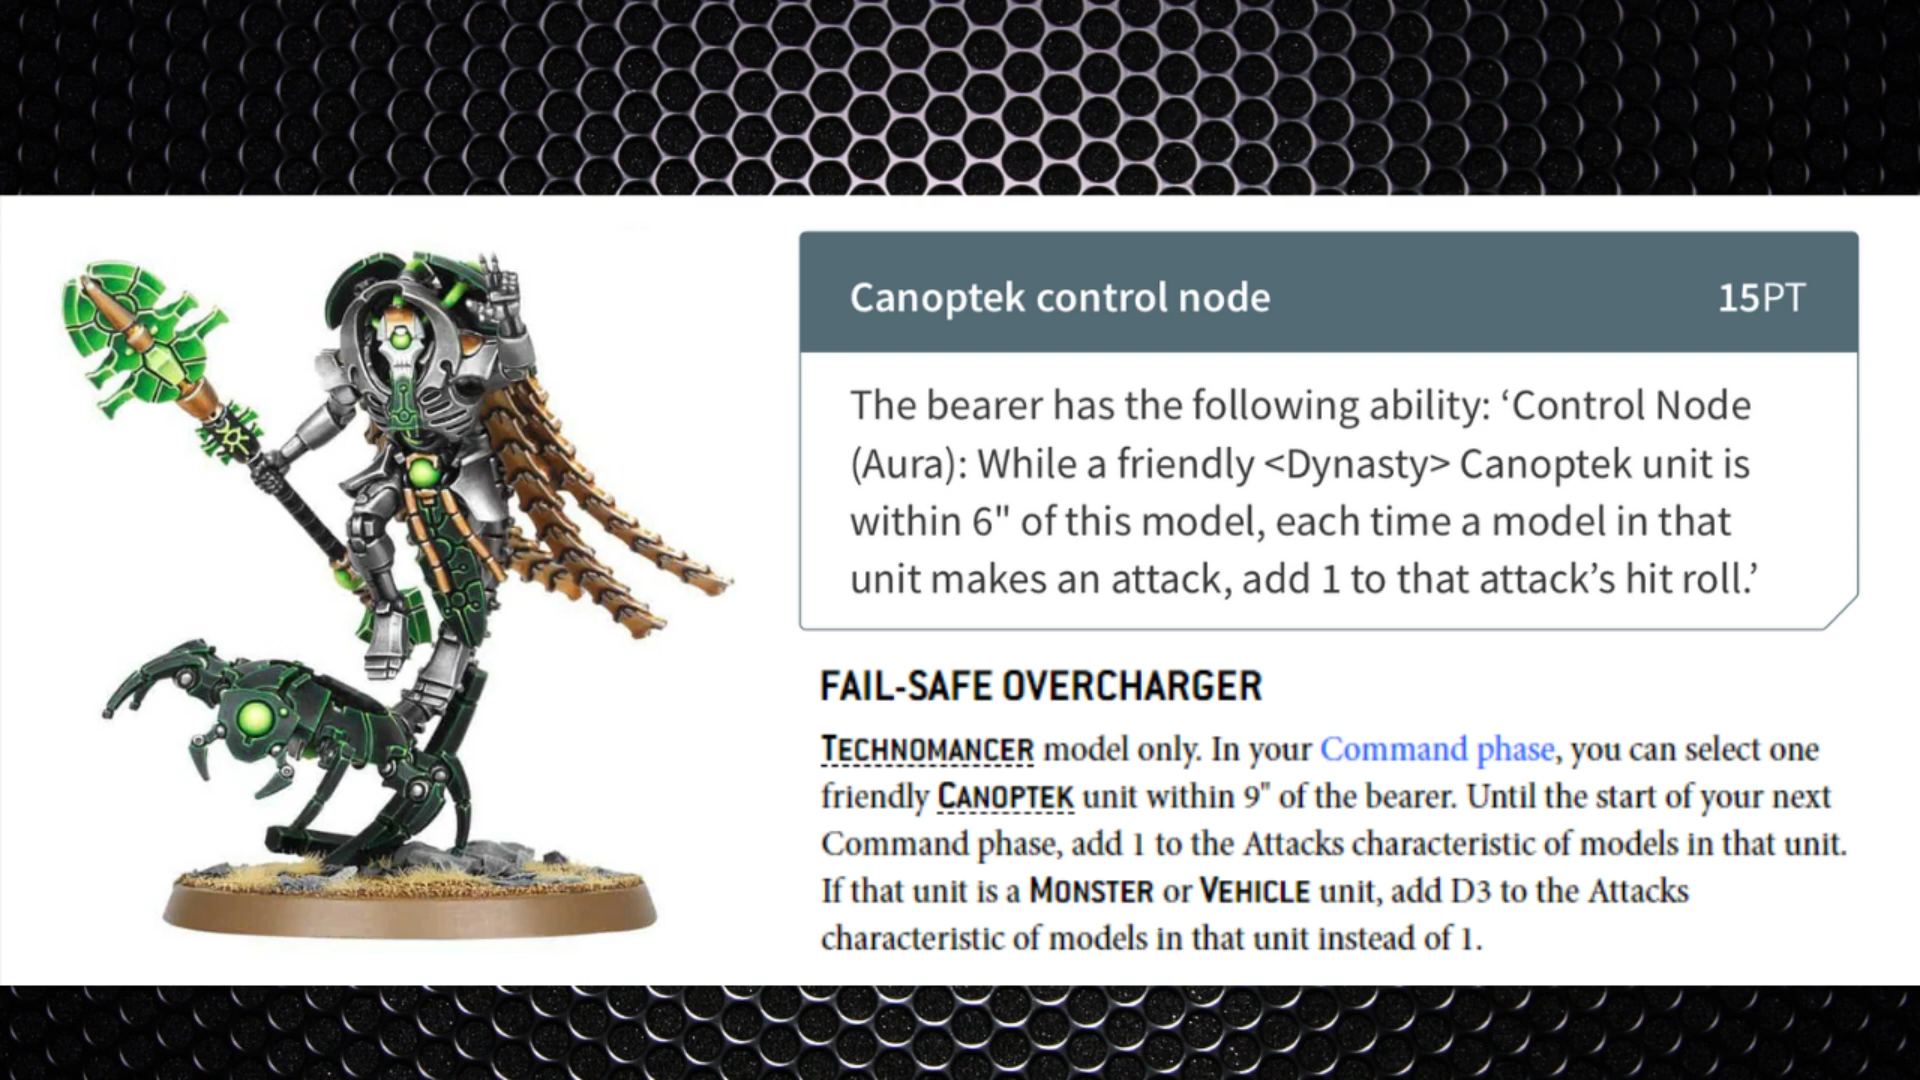 Canoptek control node 15PT
The bearer has the following ability: ‘Control Node
(Aura): While a friendly <Dynasty> Canoptek unit is
within 6" of this model, each time a model in that
unit makes an attack, add 1 to that attack’s hit roll.’
FAIL-SAFE OVERCHARGER
TECHNOMANCER model only. In your Command phase, you can select one
friendly CANOPTEK unit within 9" of the bearer. Until the start of your next
Command phase, add 1 to the Attacks characteristic of models in that unit.
If that unit is a MONSTER or VEHICLE unit, add D3 to the Attacks
characteristic of models in that unit instead of 1.